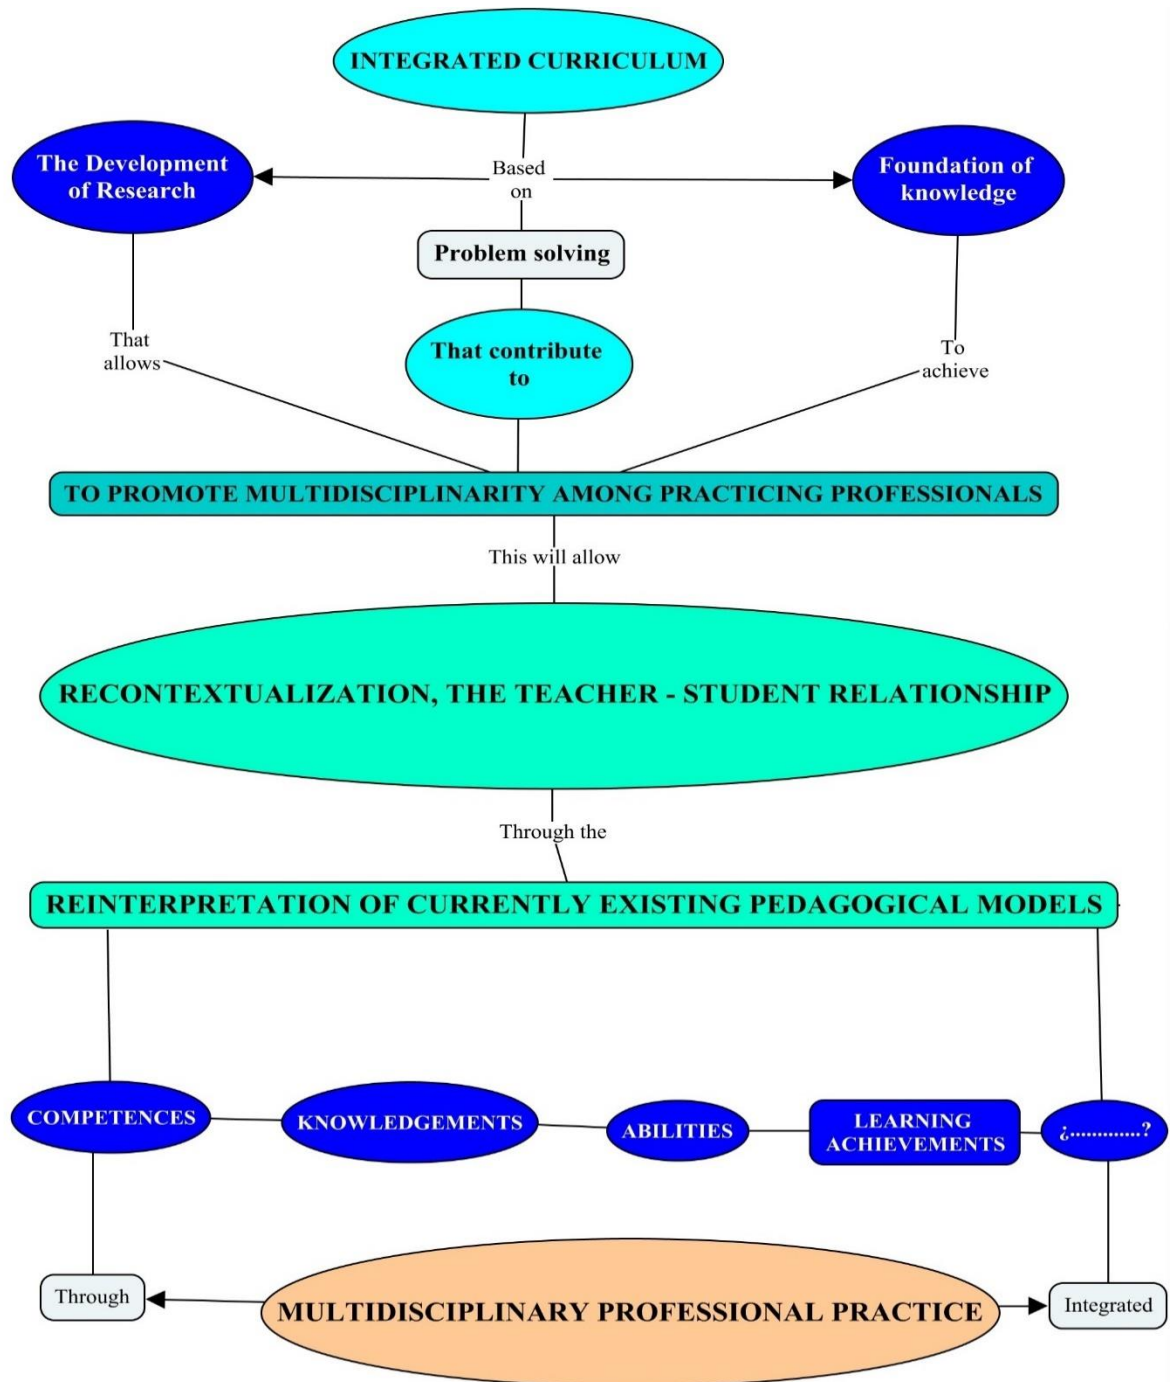 INTEGRATED CURRICULUM
The Development
of Research
Based
on
Foundation of
knowledge
Problem solving
That
allows
That contribute
to
To
achieve
TO PROMOTE MULTIDISCIPLINARITY AMONG PRACTICING PROFESSIONALS
This will allow
RECONTEXTUALIZATION, THE TEACHER - STUDENT RELATIONSHIP
Through the
REINTERPRETATION OF CURRENTLY EXISTING PEDAGOGICAL MODELS
COMPETENCES
KNOWLEDGEMENTS
ABILITIES
LEARNING
ACHIEVEMENTS
¿.............?
Through
MULTIDISCIPLINARY PROFESSIONAL PRACTICE
Integrated